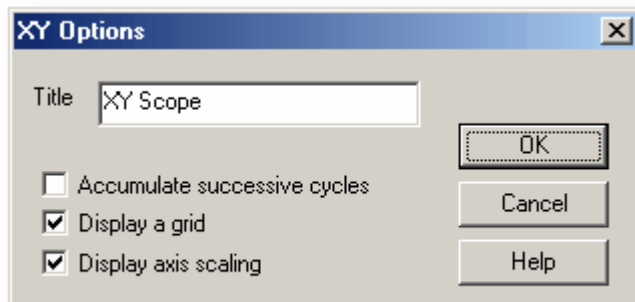 XY Options
Title XY Scope
OK
Accumulate successive cycles
Cancel
Display a grid
Display axis scaling
Help